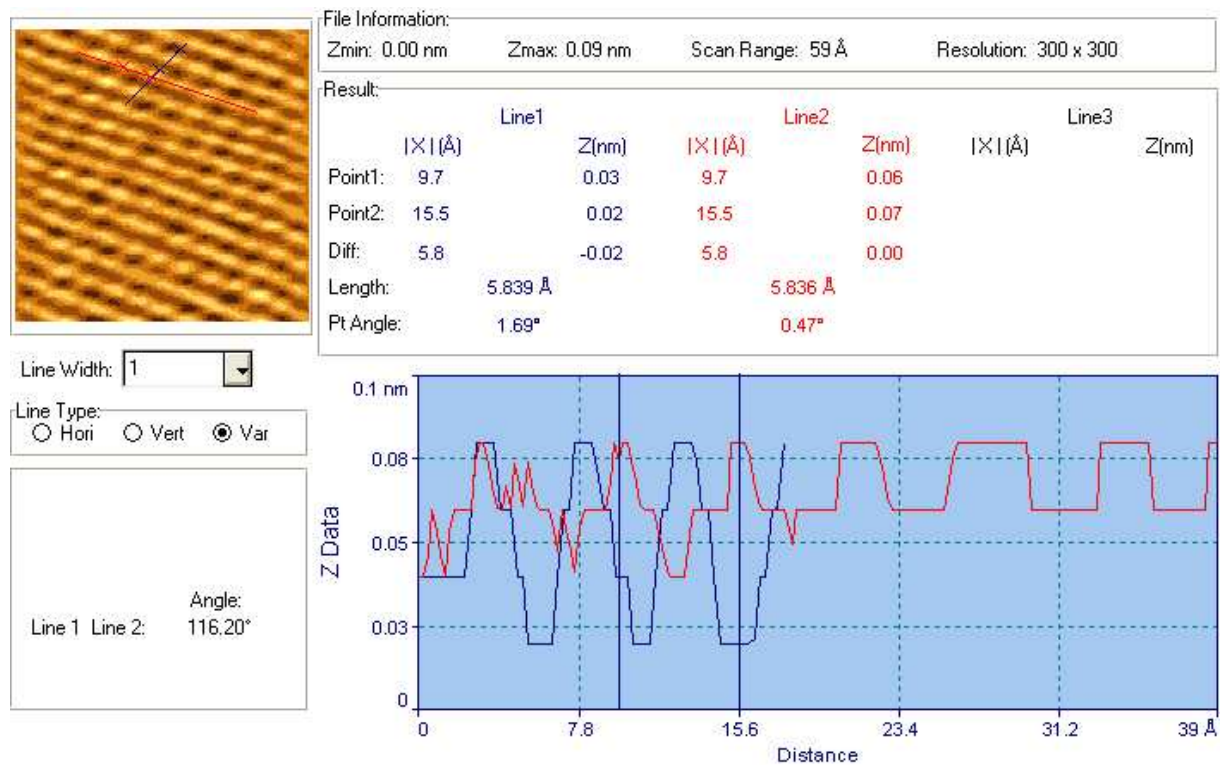 File Information:
Zmin: 0.00 nm Zmax: 0.09 nm Scan Range: 59 Å Resolution: 300 x 300
Result:
Line1 Line2 Line3
|X|(Å) Z(nm) |X|(Å) Z(nm) |X|(Å) Z(nm)
Point1: 9.7 0.03 9.7 0.06
Point2: 15.5 0.02 15.5 0.07
Diff: 5.8 -0.02 5.8 0.00
Length: 5.839 Å 5.836 Å
Pt Angle: 1.69° 0.47°
Line Width: 1
Line Type:
Hori Vert Var
Angle:
Line 1 Line 2: 116.20°
0.1 nm
0.08
0.05
0.03
0
Z Data
0 7.8 15.6 23.4 31.2 39 Å
Distance